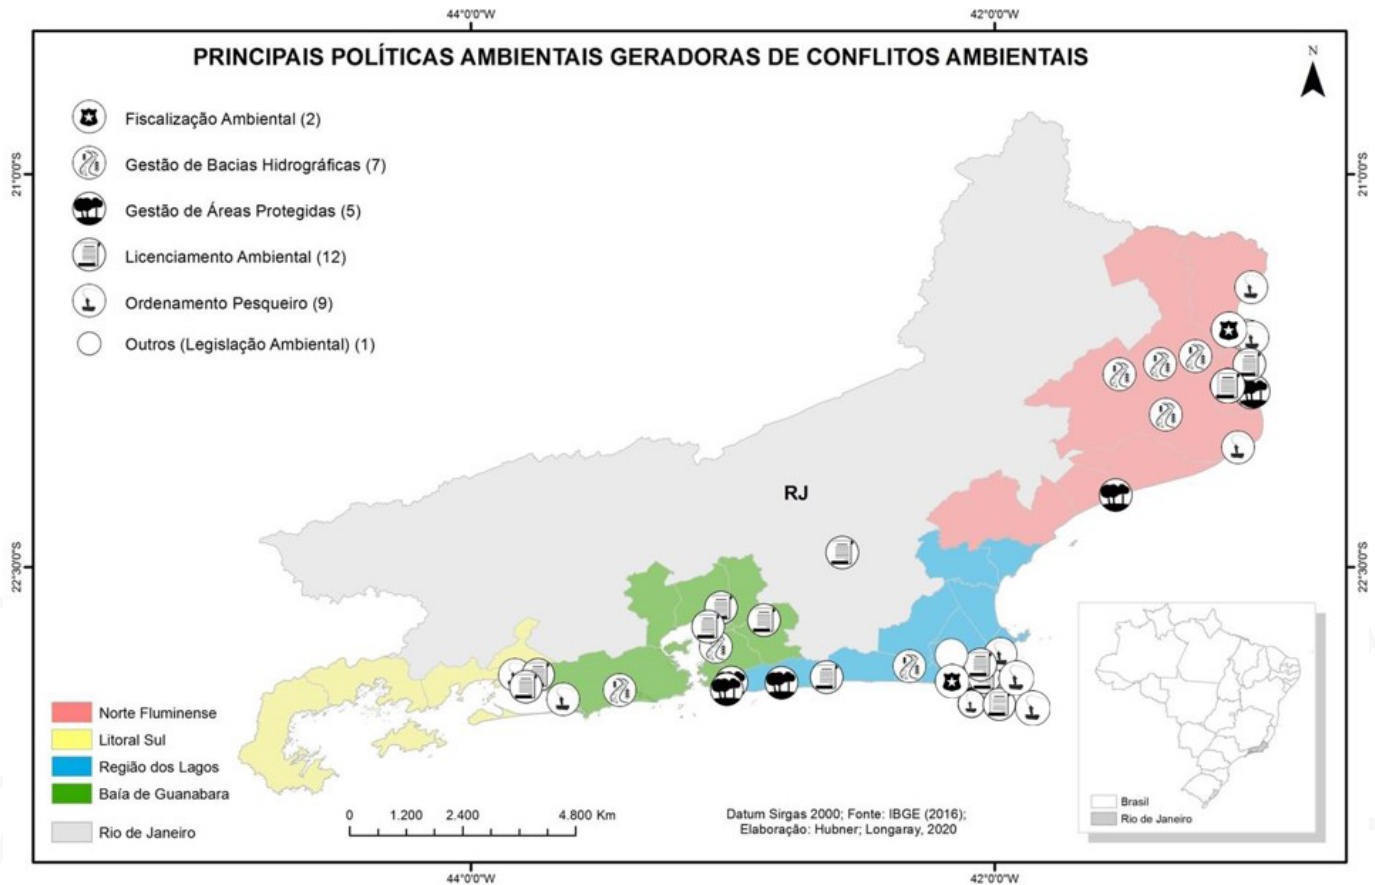 44°0'0"W
42°0'0"W
PRINCIPAIS POLÍTICAS AMBIENTAIS GERADORAS DE CONFLITOS AMBIENTAIS
N
Fiscalização Ambiental (2)
Gestão de Bacias Hidrográficas (7)
Gestão de Áreas Protegidas (5)
Licenciamento Ambiental (12)
Ordenamento Pesqueiro (9)
Outros (Legislação Ambiental) (1)
21°0'0"S
21°0'0"S
RJ
22°30'0"S
22°30'0"S
Norte Fluminense
Litoral Sul
Região dos Lagos
Baía de Guanabara
Rio de Janeiro
0 1.200 2.400 4.800 Km
Datum Sirgas 2000; Fonte: IBGE (2016);
Elaboração: Hubner; Longaray, 2020
Brasil
Rio de Janeiro
44°0'0"W
42°0'0"W